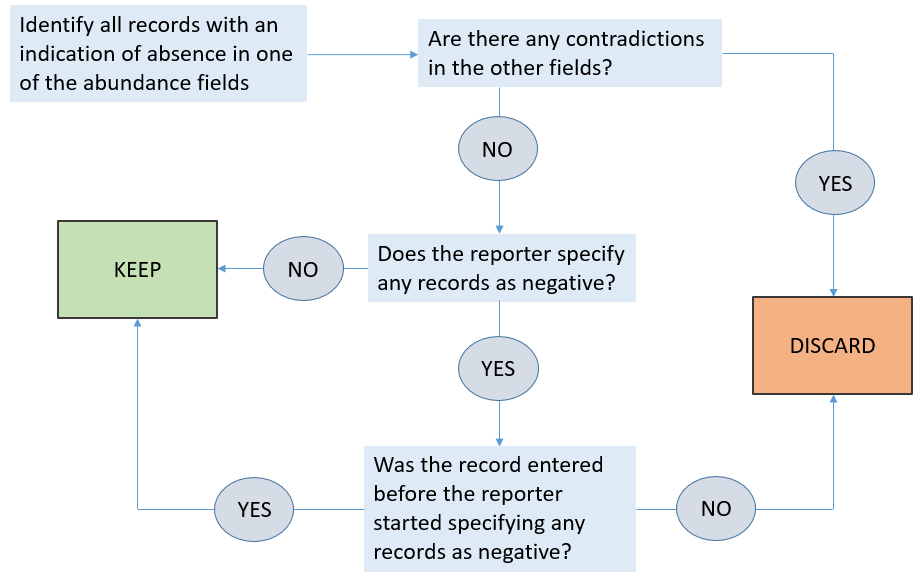 Identify all records with an
indication of absence in one
of the abundance fields
Are there any contradictions
in the other fields?
NO
YES
Does the reporter specify
any records as negative?
NO
KEEP
DISCARD
YES
Was the record entered
before the reporter
started specifying any
records as negative?
YES
NO